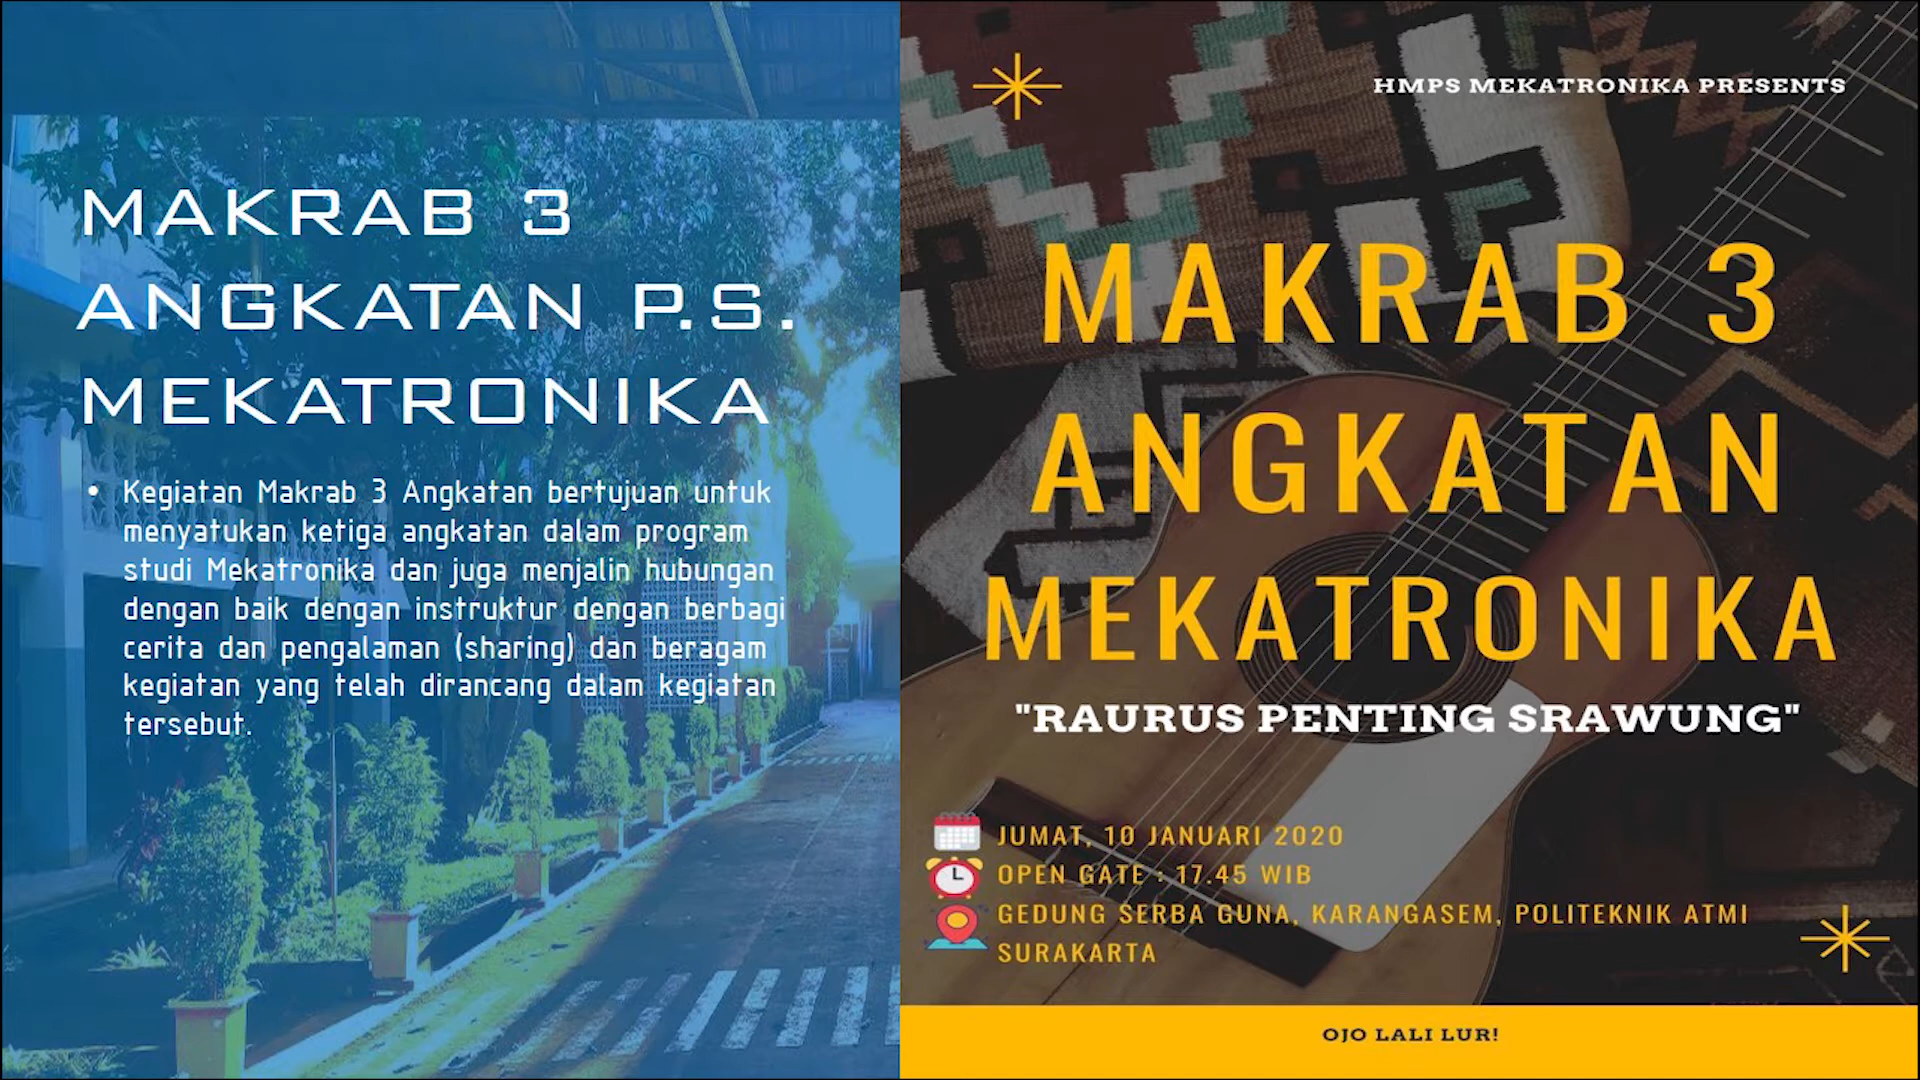 MAKRAB 3
ANGKATAN P.S.
MEKATRONIKA
• Kegiatan Makrab 3 Angkatan bertujuan untuk
menyatukan ketiga angkatan dalam program
studi Mekatronika dan juga menjalin hubungan
dengan baik dengan instruktur dengan berbagi
cerita dan pengalaman (sharing) dan beragam
kegiatan yang telah dirancang dalam kegiatan
tersebut.
HMPS MEKATRONIKA PRESENTS
MAKRAB 3
ANGKATAN
MEKATRONIKA
"RAURUS PENTING SRAWUNG"
JUMAT, 10 JANUARI 2020
OPEN GATE : 17.45 WIB
GEDUNG SERBA GUNA, KARANGASEM, POLITEKNIK ATMI
SURAKARTA
OJO LALI LUR!